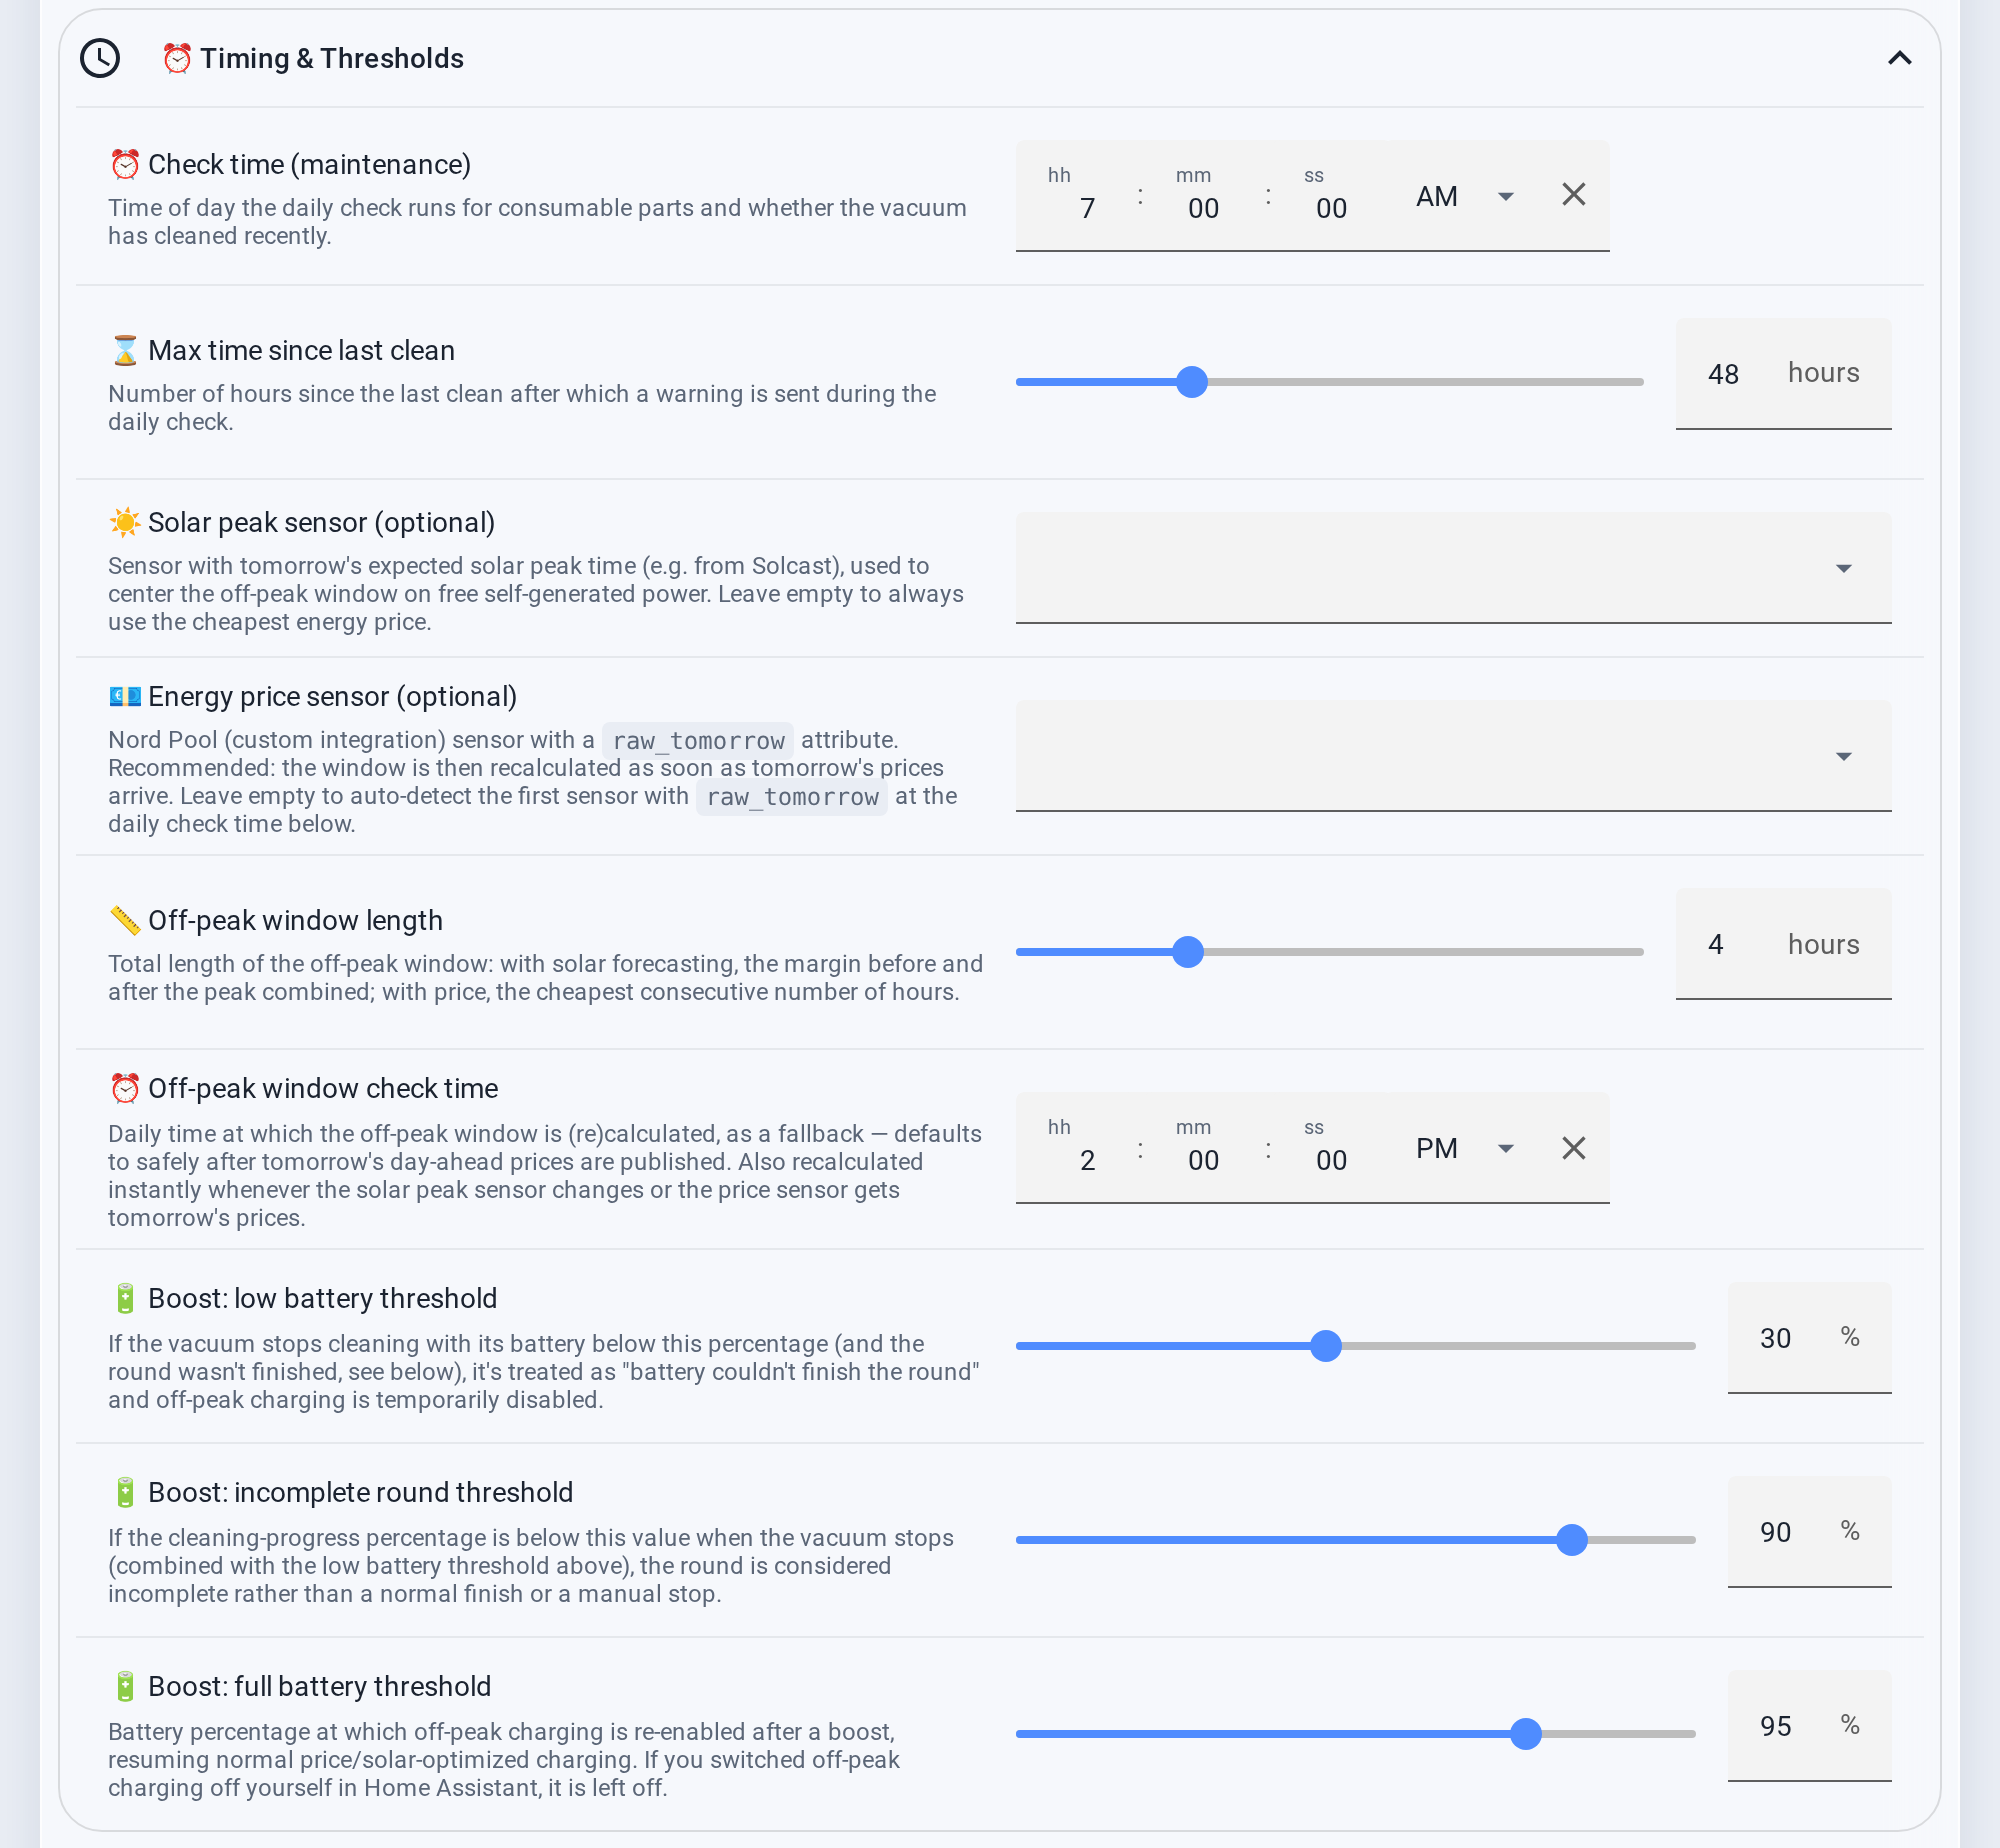 ⏰ Timing & Thresholds
⏰ Check time (maintenance)
Time of day the daily check runs for consumable parts and whether the vacuum
has cleaned recently.
hh mm ss
7 : 00 : 00 AM
⌛ Max time since last clean
Number of hours since the last clean after which a warning is sent during the
daily check.
48 hours
☀️ Solar peak sensor (optional)
Sensor with tomorrow's expected solar peak time (e.g. from Solcast), used to
center the off-peak window on free self-generated power. Leave empty to always
use the cheapest energy price.
💶 Energy price sensor (optional)
Nord Pool (custom integration) sensor with a raw_tomorrow attribute.
Recommended: the window is then recalculated as soon as tomorrow's prices
arrive. Leave empty to auto-detect the first sensor with raw_tomorrow at the
daily check time below.
📏 Off-peak window length
Total length of the off-peak window: with solar forecasting, the margin before and
after the peak combined; with price, the cheapest consecutive number of hours.
4 hours
⏰ Off-peak window check time
Daily time at which the off-peak window is (re)calculated, as a fallback — defaults
to safely after tomorrow's day-ahead prices are published. Also recalculated
instantly whenever the solar peak sensor changes or the price sensor gets
tomorrow's prices.
hh mm ss
2 : 00 : 00 PM
🔋 Boost: low battery threshold
If the vacuum stops cleaning with its battery below this percentage (and the
round wasn't finished, see below), it's treated as "battery couldn't finish the round"
and off-peak charging is temporarily disabled.
30 %
🔋 Boost: incomplete round threshold
If the cleaning-progress percentage is below this value when the vacuum stops
(combined with the low battery threshold above), the round is considered
incomplete rather than a normal finish or a manual stop.
90 %
🔋 Boost: full battery threshold
Battery percentage at which off-peak charging is re-enabled after a boost,
resuming normal price/solar-optimized charging. If you switched off-peak
charging off yourself in Home Assistant, it is left off.
95 %